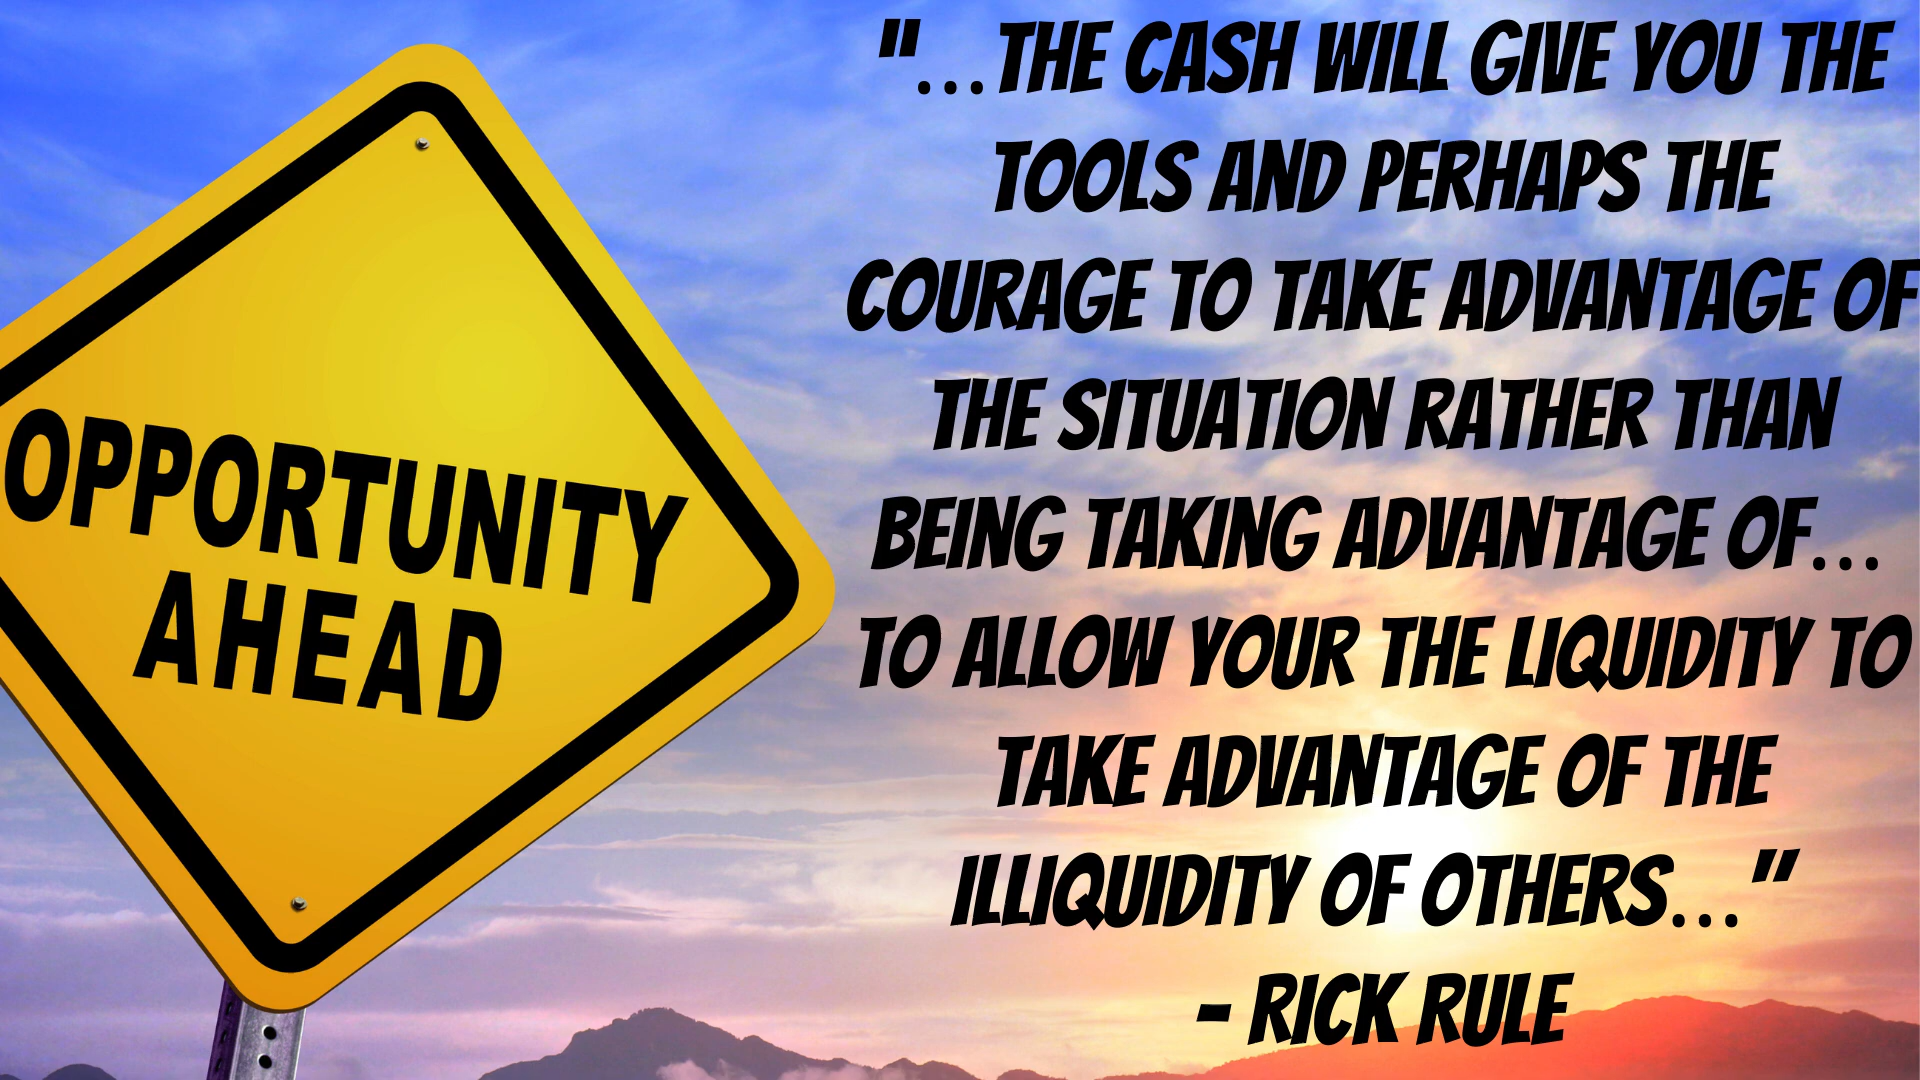 OPPORTUNITY
AHEAD
"...THE CASH WILL GIVE YOU THE
TOOLS AND PERHAPS THE
COURAGE TO TAKE ADVANTAGE OF
THE SITUATION RATHER THAN
BEING TAKING ADVANTAGE OF...
TO ALLOW YOUR THE LIQUIDITY TO
TAKE ADVANTAGE OF THE
ILLIQUIDITY OF OTHERS..."
- RICK RULE